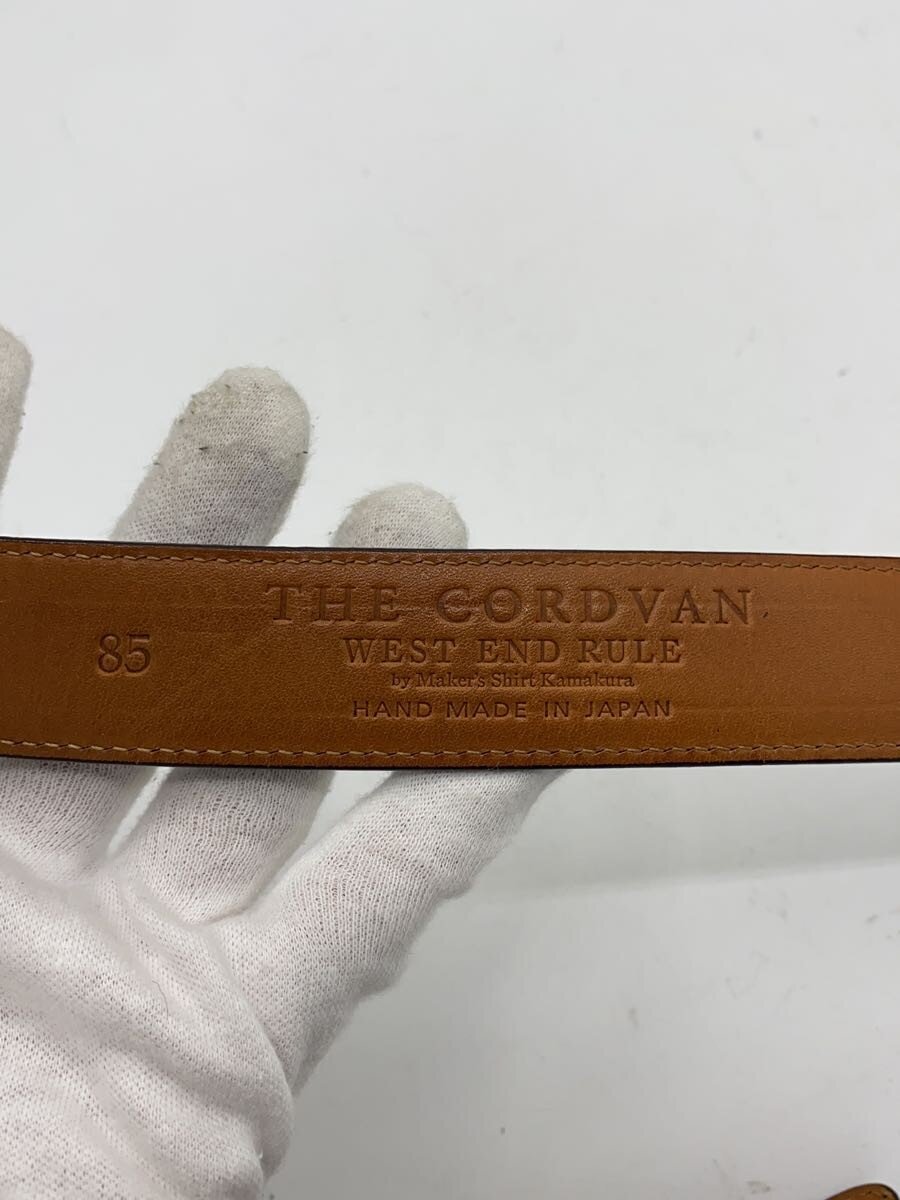 THE CORDVAN
85
WEST END RULE
by Maker's Shirt Kamakura
HAND MADE IN JAPAN